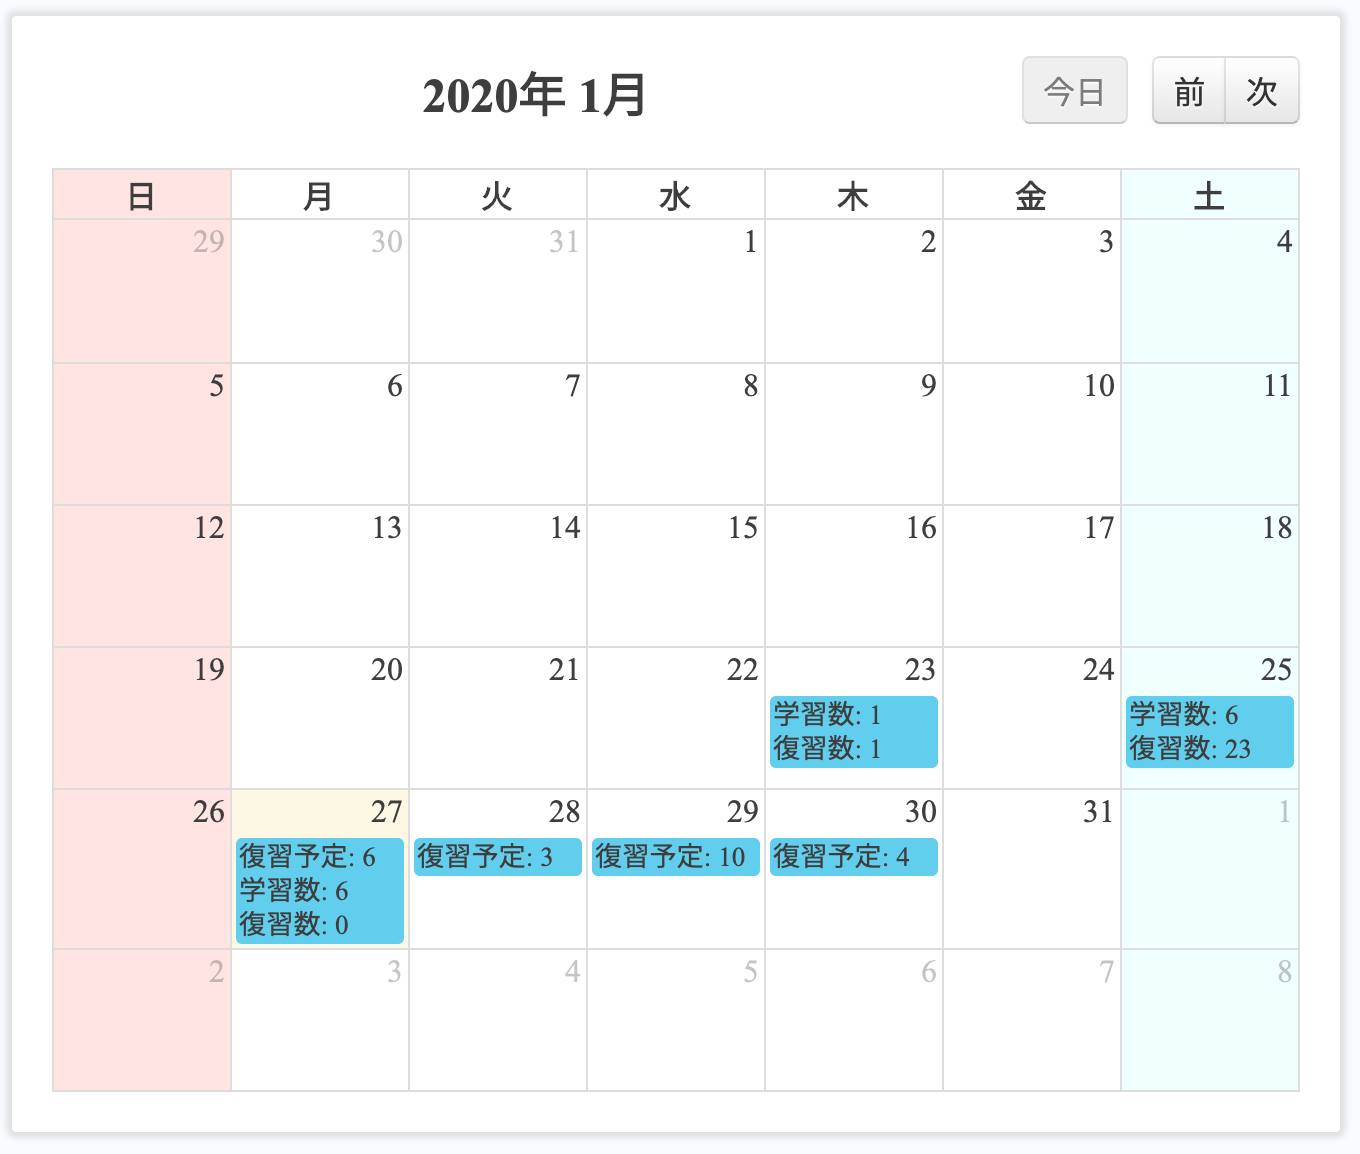 2020年 1月
今日
前
次
日 月 火 水 木 金 土
29 30 31 1 2 3 4
5 6 7 8 9 10 11
12 13 14 15 16 17 18
19 20 21 22 23 24 25
学習数: 1
復習数: 1
学習数: 6
復習数: 23
26 27 28 29 30 31 1
復習予定: 6
学習数: 6
復習数: 0
復習予定: 3
復習予定: 10
復習予定: 4
2 3 4 5 6 7 8